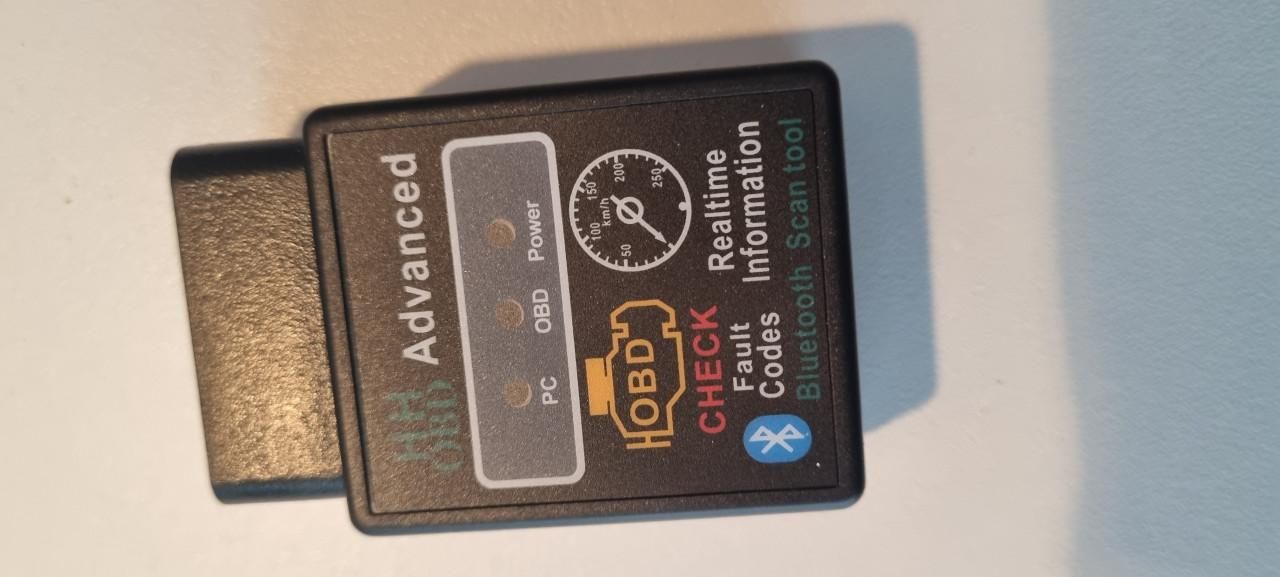 HH
OBD
Advanced
PC
OBD
Power
OBD
50
100
150
200
250
km/h
CHECK
Fault
Codes
Realtime
Information
Bluetooth Scan tool